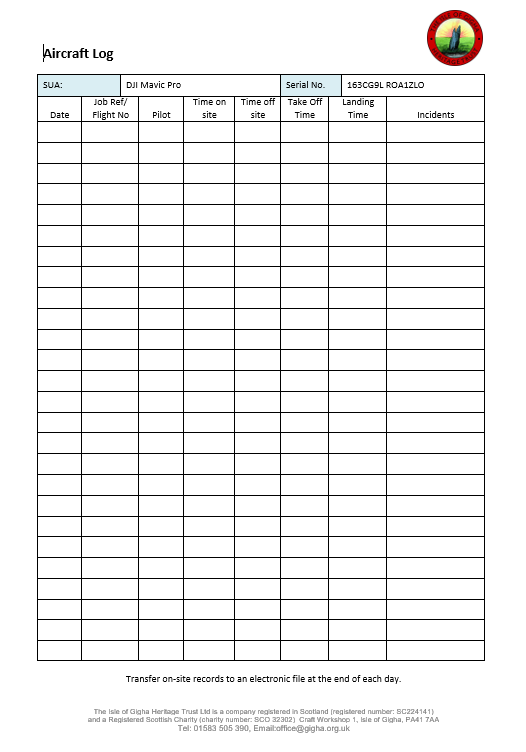 Aircraft Log
SUA: DJI Mavic Pro Serial No. 163CG9L ROA1ZLO
Date Job Ref/ Flight No Pilot Time on site Time off site Take Off Time Landing Time Incidents
Transfer on-site records to an electronic file at the end of each day.
The Isle of Gigha Heritage Trust Ltd is a company registered in Scotland (registered number: SC224141)
and a Registered Scottish Charity (charity number: SCO 32302). Craft Workshop 1, Isle of Gigha, PA41 7AA
Tel: 01583 505 390, Email:office@gigha.org.uk